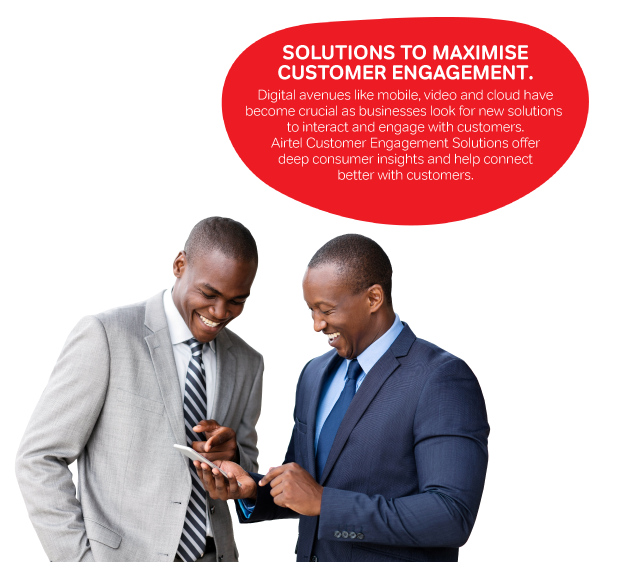 SOLUTIONS TO MAXIMISE
CUSTOMER ENGAGEMENT.
Digital avenues like mobile, video and cloud have
become crucial as businesses look for new solutions
to interact and engage with customers.
Airtel Customer Engagement Solutions offer
deep consumer insights and help connect
better with customers.